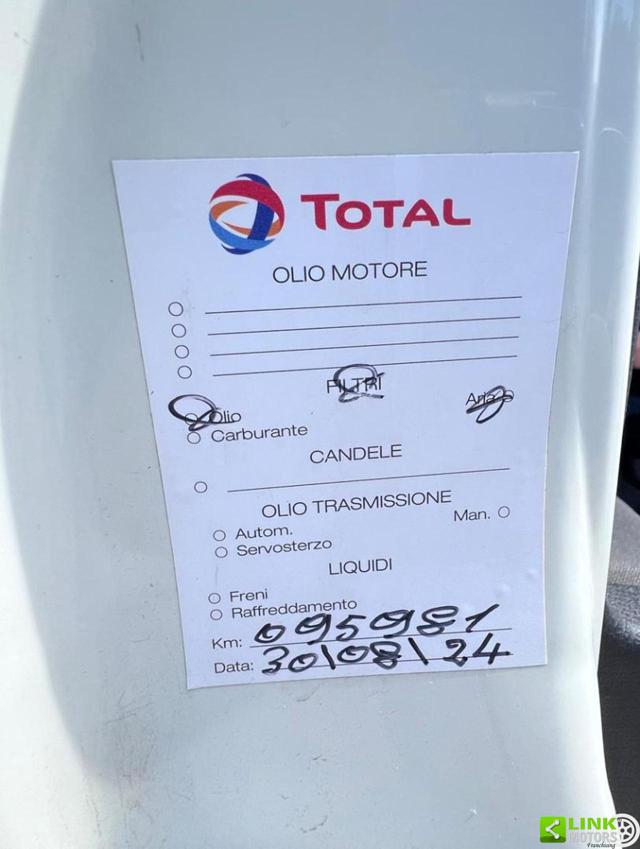 TOTAL
OLIO MOTORE
FILTRI
Olio Aria
Carburante
CANDELE
OLIO TRASMISSIONE
Autom. Man.
Servosterzo
LIQUIDI
Freni
Raffreddamento
Km: 095981
Data: 30\08\24
LINK
MOTORS
Franchising